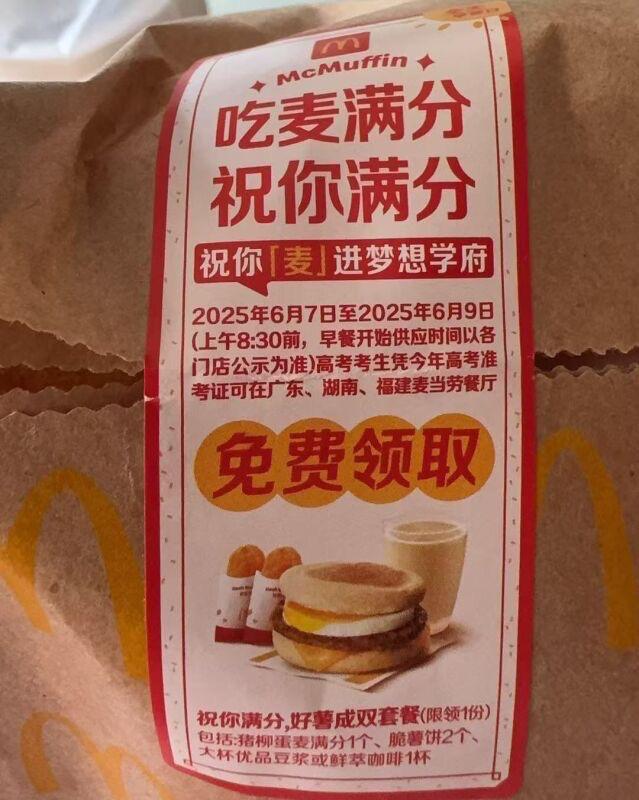 McMuffin
吃麦满分
祝你满分
祝你「麦」进梦想学府
2025年6月7日至2025年6月9日
(上午8:30前，早餐开始供应时间以各
门店公示为准)高考考生凭今年高考准
考证可在广东、湖南、福建麦当劳餐厅
免费领取
祝你满分,好薯成双套餐(限领1份)
包括:猪柳蛋麦满分1个、脆薯饼2个、
大杯优品豆浆或鲜萃咖啡1杯